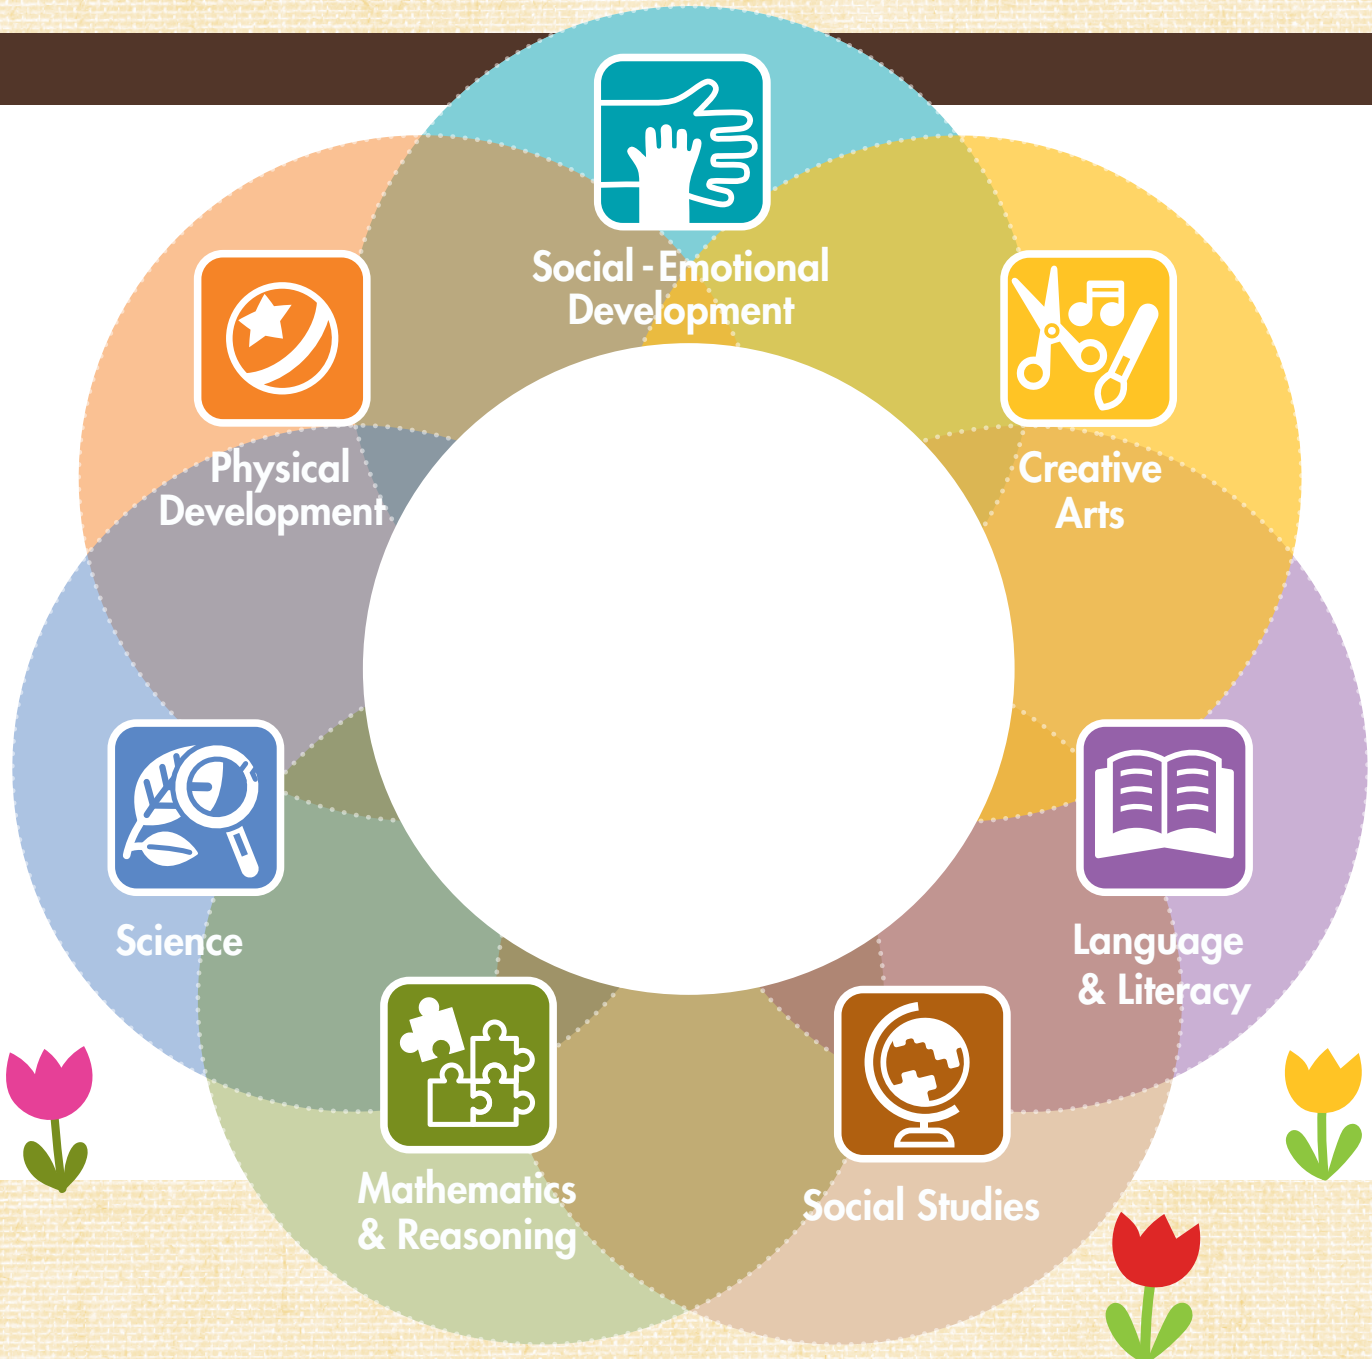 Social - Emotional
Development
Physical
Development
Creative
Arts
Science
Language
& Literacy
Mathematics
& Reasoning
Social Studies